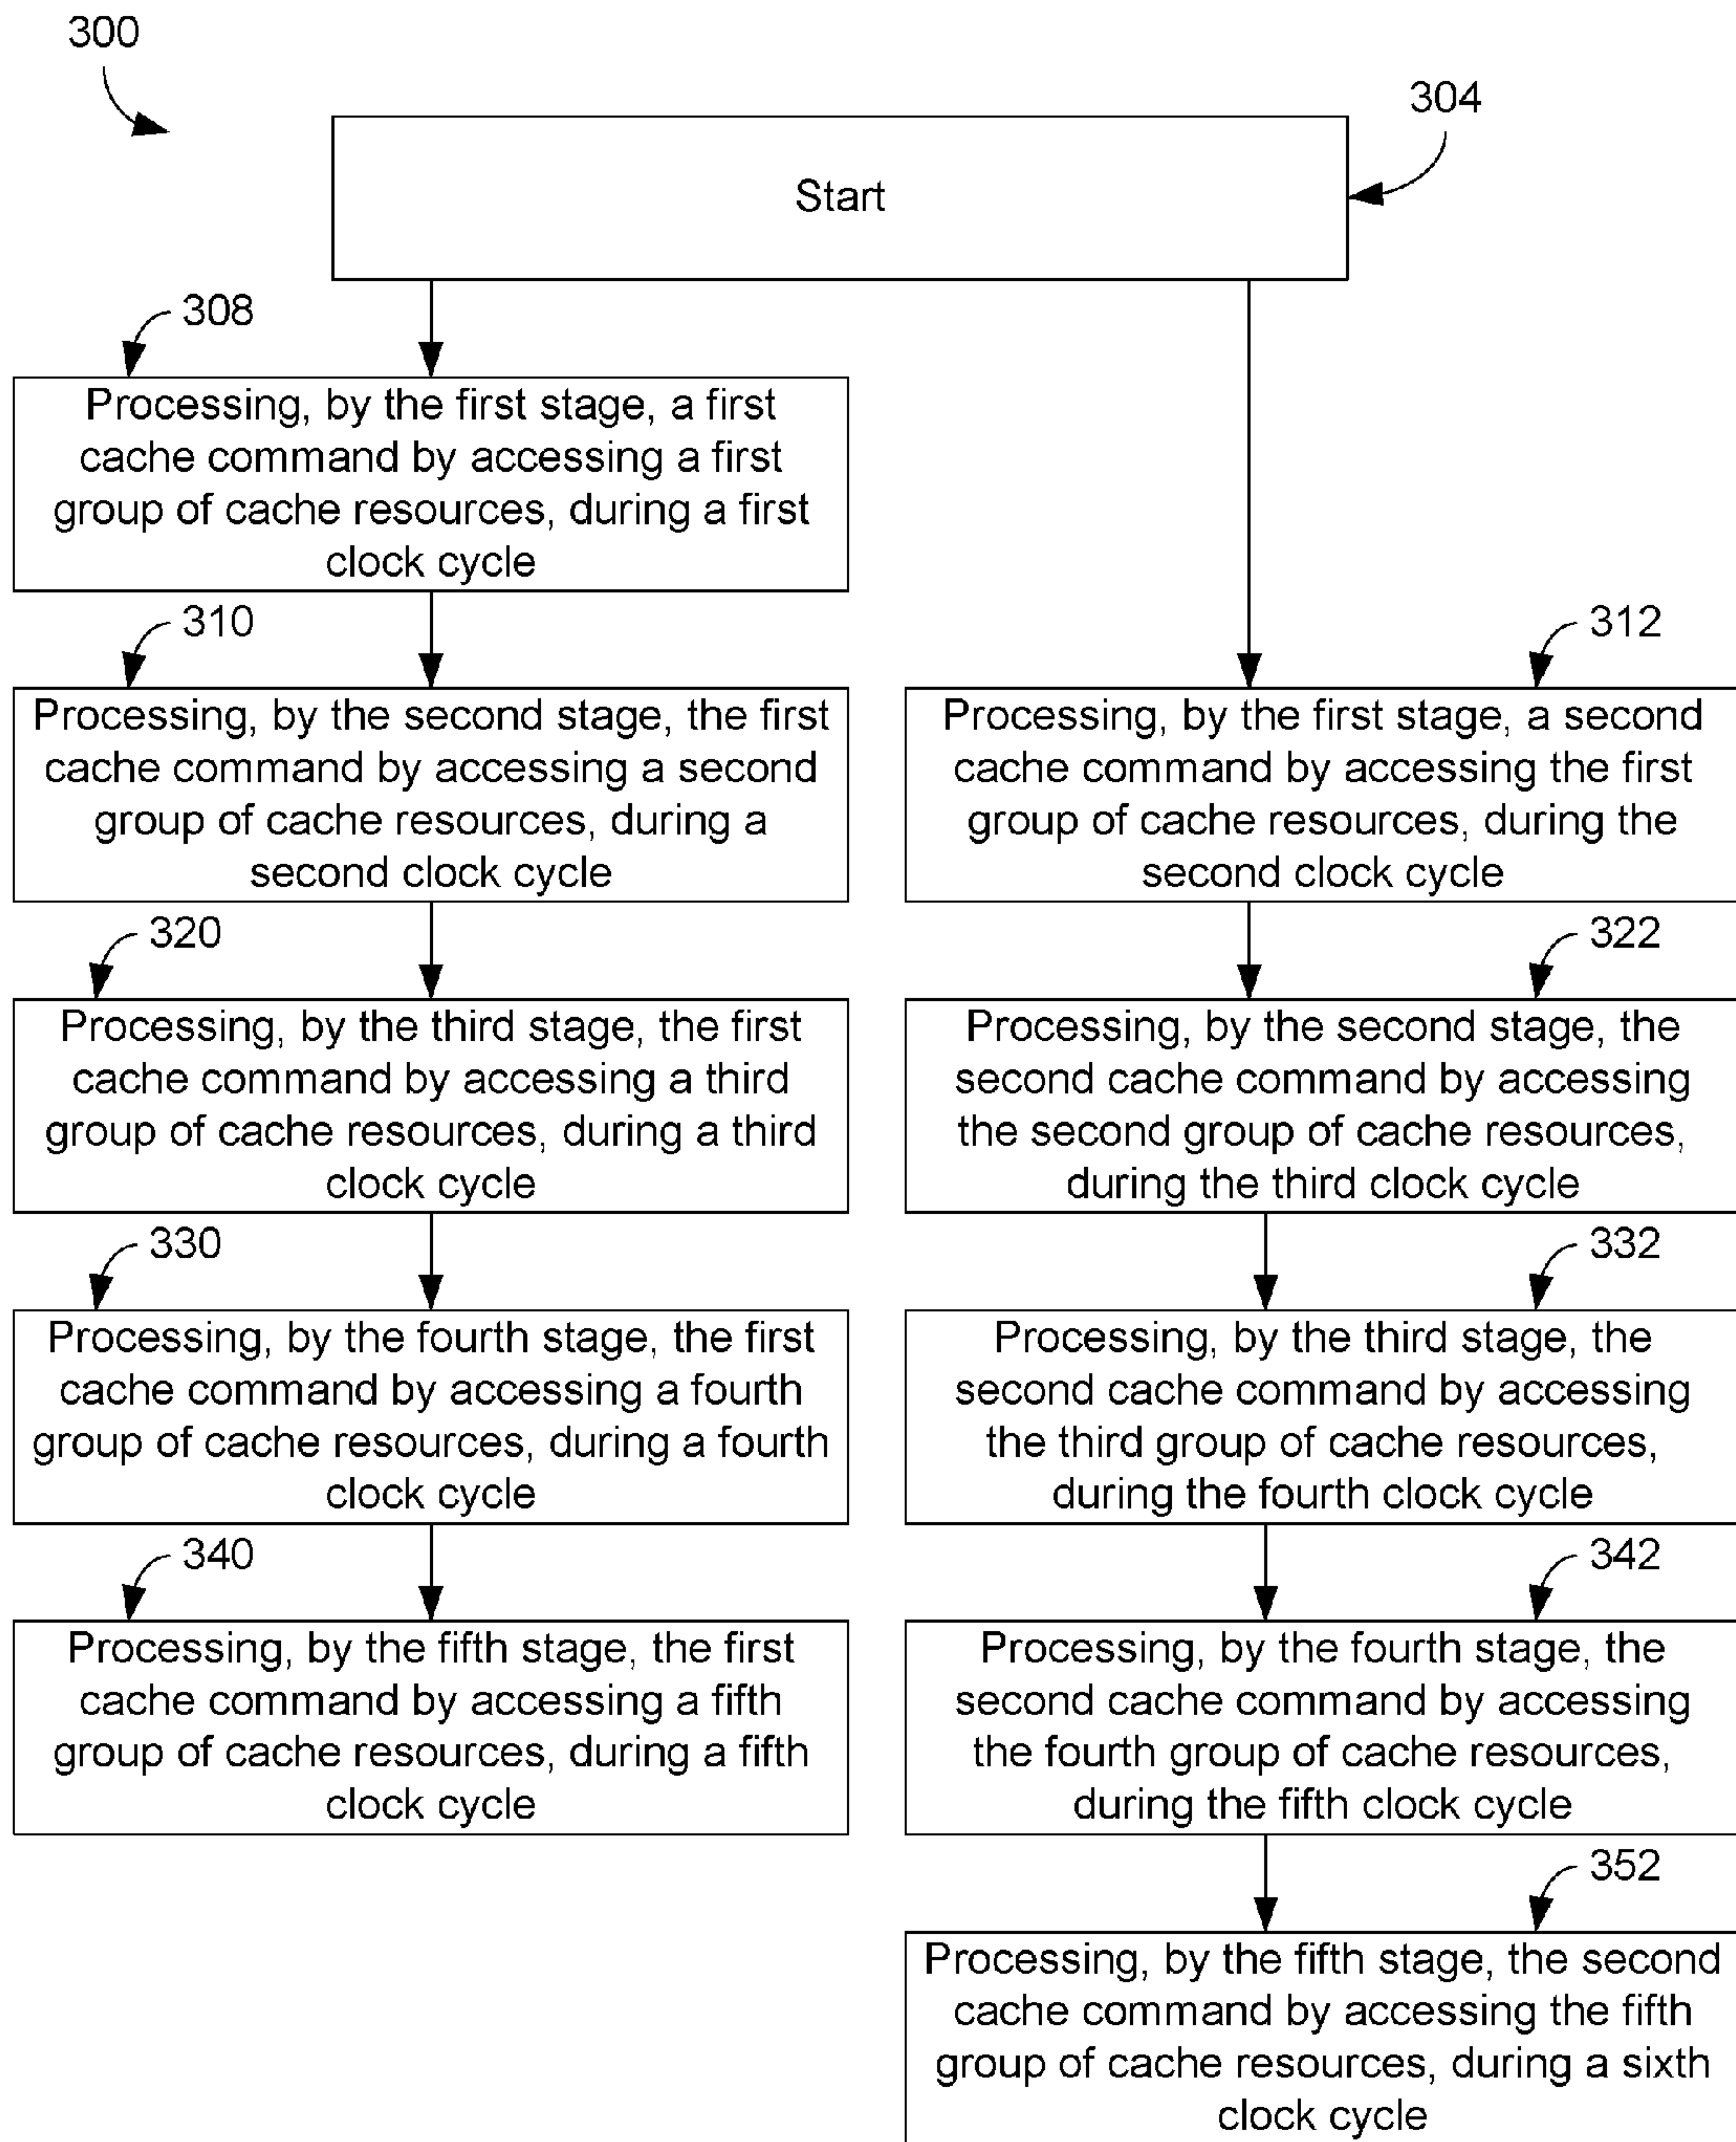 300
304
Start
308
Processing, by the first stage, a first
cache command by accessing a first
group of cache resources, during a first
clock cycle
310
Processing, by the second stage, the first
cache command by accessing a second
group of cache resources, during a
second clock cycle
312
Processing, by the first stage, a second
cache command by accessing the first
group of cache resources, during the
second clock cycle
320
Processing, by the third stage, the first
cache command by accessing a third
group of cache resources, during a third
clock cycle
322
Processing, by the second stage, the
second cache command by accessing
the second group of cache resources,
during the third clock cycle
330
Processing, by the fourth stage, the first
cache command by accessing a fourth
group of cache resources, during a fourth
clock cycle
332
Processing, by the third stage, the
second cache command by accessing
the third group of cache resources,
during the fourth clock cycle
340
Processing, by the fifth stage, the first
cache command by accessing a fifth
group of cache resources, during a fifth
clock cycle
342
Processing, by the fourth stage, the
second cache command by accessing
the fourth group of cache resources,
during the fifth clock cycle
352
Processing, by the fifth stage, the second
cache command by accessing the fifth
group of cache resources, during a sixth
clock cycle